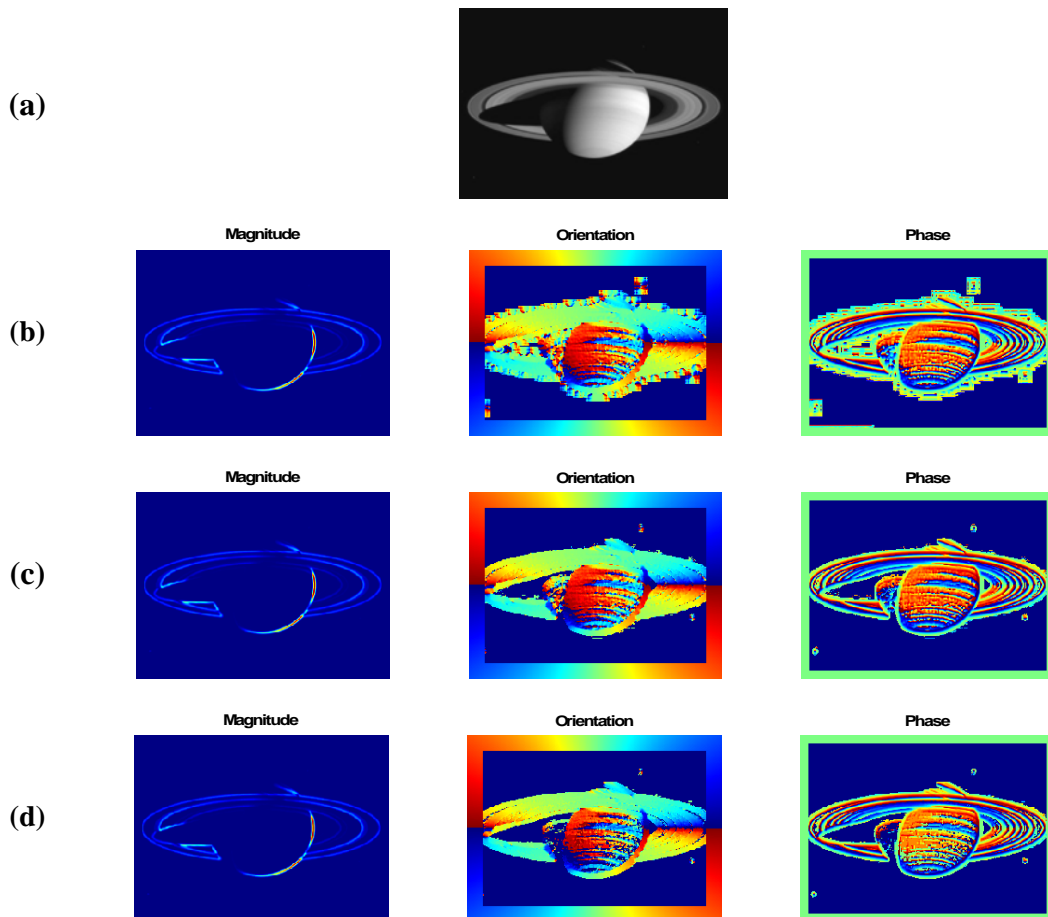 (a)
Magnitude Orientation Phase
(b)
Magnitude Orientation Phase
(c)
Magnitude Orientation Phase
(d)